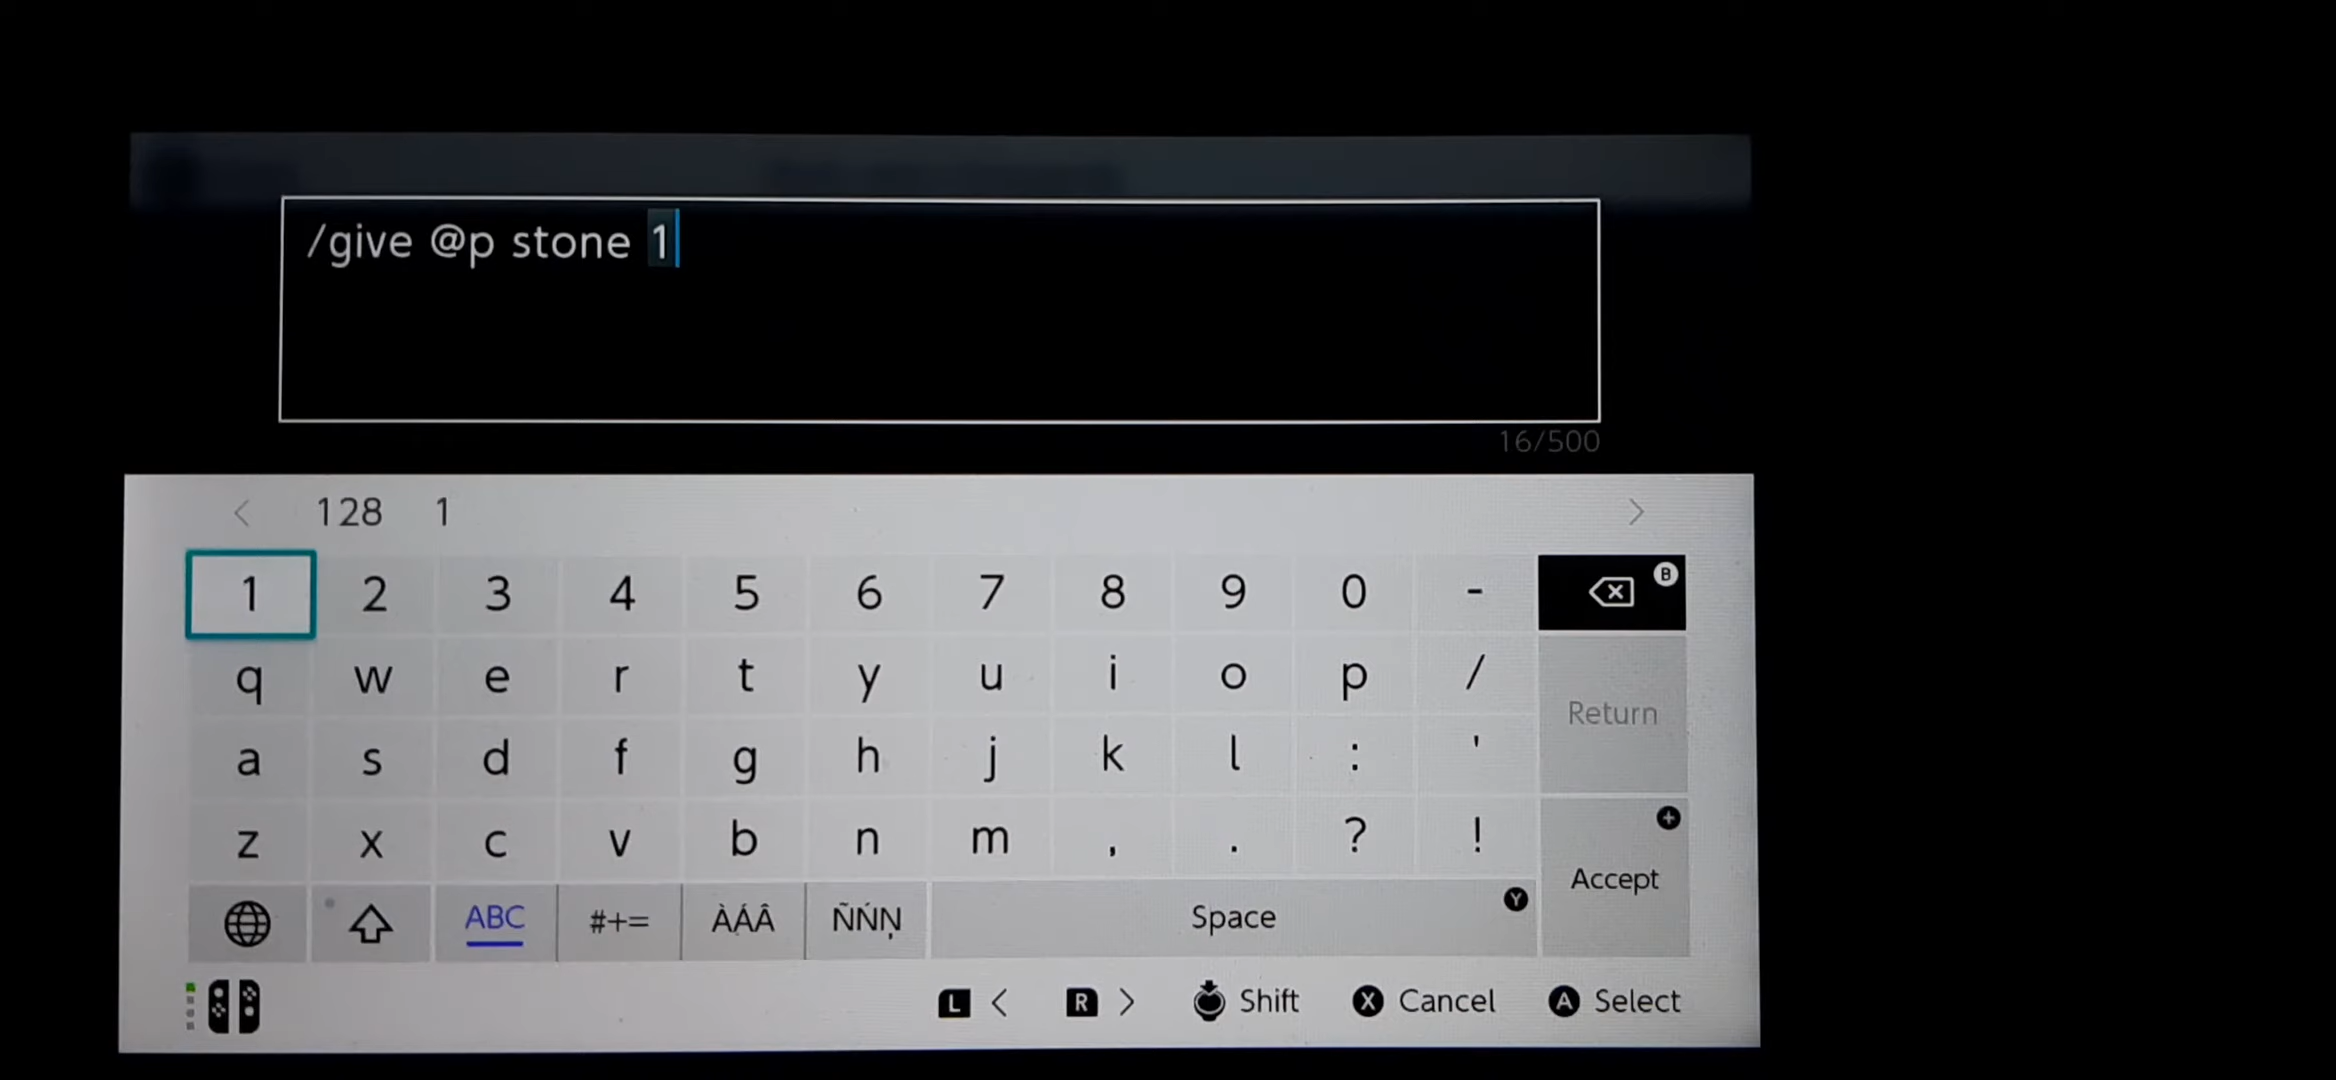 /give @p stone 1
16/500
< 128 1 >
1 2 3 4 5 6 7 8 9 0 - B
q w e r t y u i o p / Return
a s d f g h j k l : '
z x c v b n m , . ? ! + Accept
ABC #+= ÀÁÂ ÑŃŅ Space Y
L < R > Shift X Cancel A Select